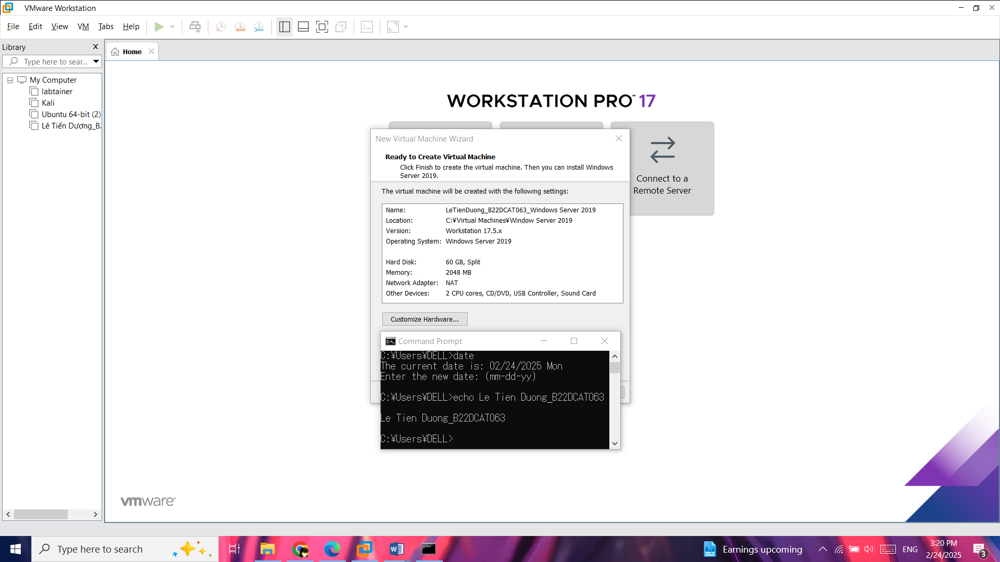 VMware Workstation
File Edit View VM Tabs Help
Library
Type here to sear...
My Computer
labtainer
Kali
Ubuntu 64-bit (2)
Lê Tiến Dương_B2
Home
WORKSTATION PRO™ 17
Connect to a
Remote Server
New Virtual Machine Wizard
Ready to Create Virtual Machine
Click Finish to create the virtual machine. Then you can install Windows
Server 2019.
The virtual machine will be created with the following settings:
Name: LeTienDuong_B22DCAT063_Windows Server 2019
Location: C:¥Virtual Machines¥Window Server 2019
Version: Workstation 17.5.x
Operating System: Windows Server 2019
Hard Disk: 60 GB, Split
Memory: 2048 MB
Network Adapter: NAT
Other Devices: 2 CPU cores, CD/DVD, USB Controller, Sound Card
Customize Hardware...
Command Prompt
C:¥Users¥DELL>date
The current date is: 02/24/2025 Mon
Enter the new date: (mm-dd-yy)
C:¥Users¥DELL>echo Le Tien Duong_B22DCAT063
Le Tien Duong_B22DCAT063
C:¥Users¥DELL>
vmware
Type here to search
Earnings upcoming
ENG
3:20 PM
2/24/2025
3